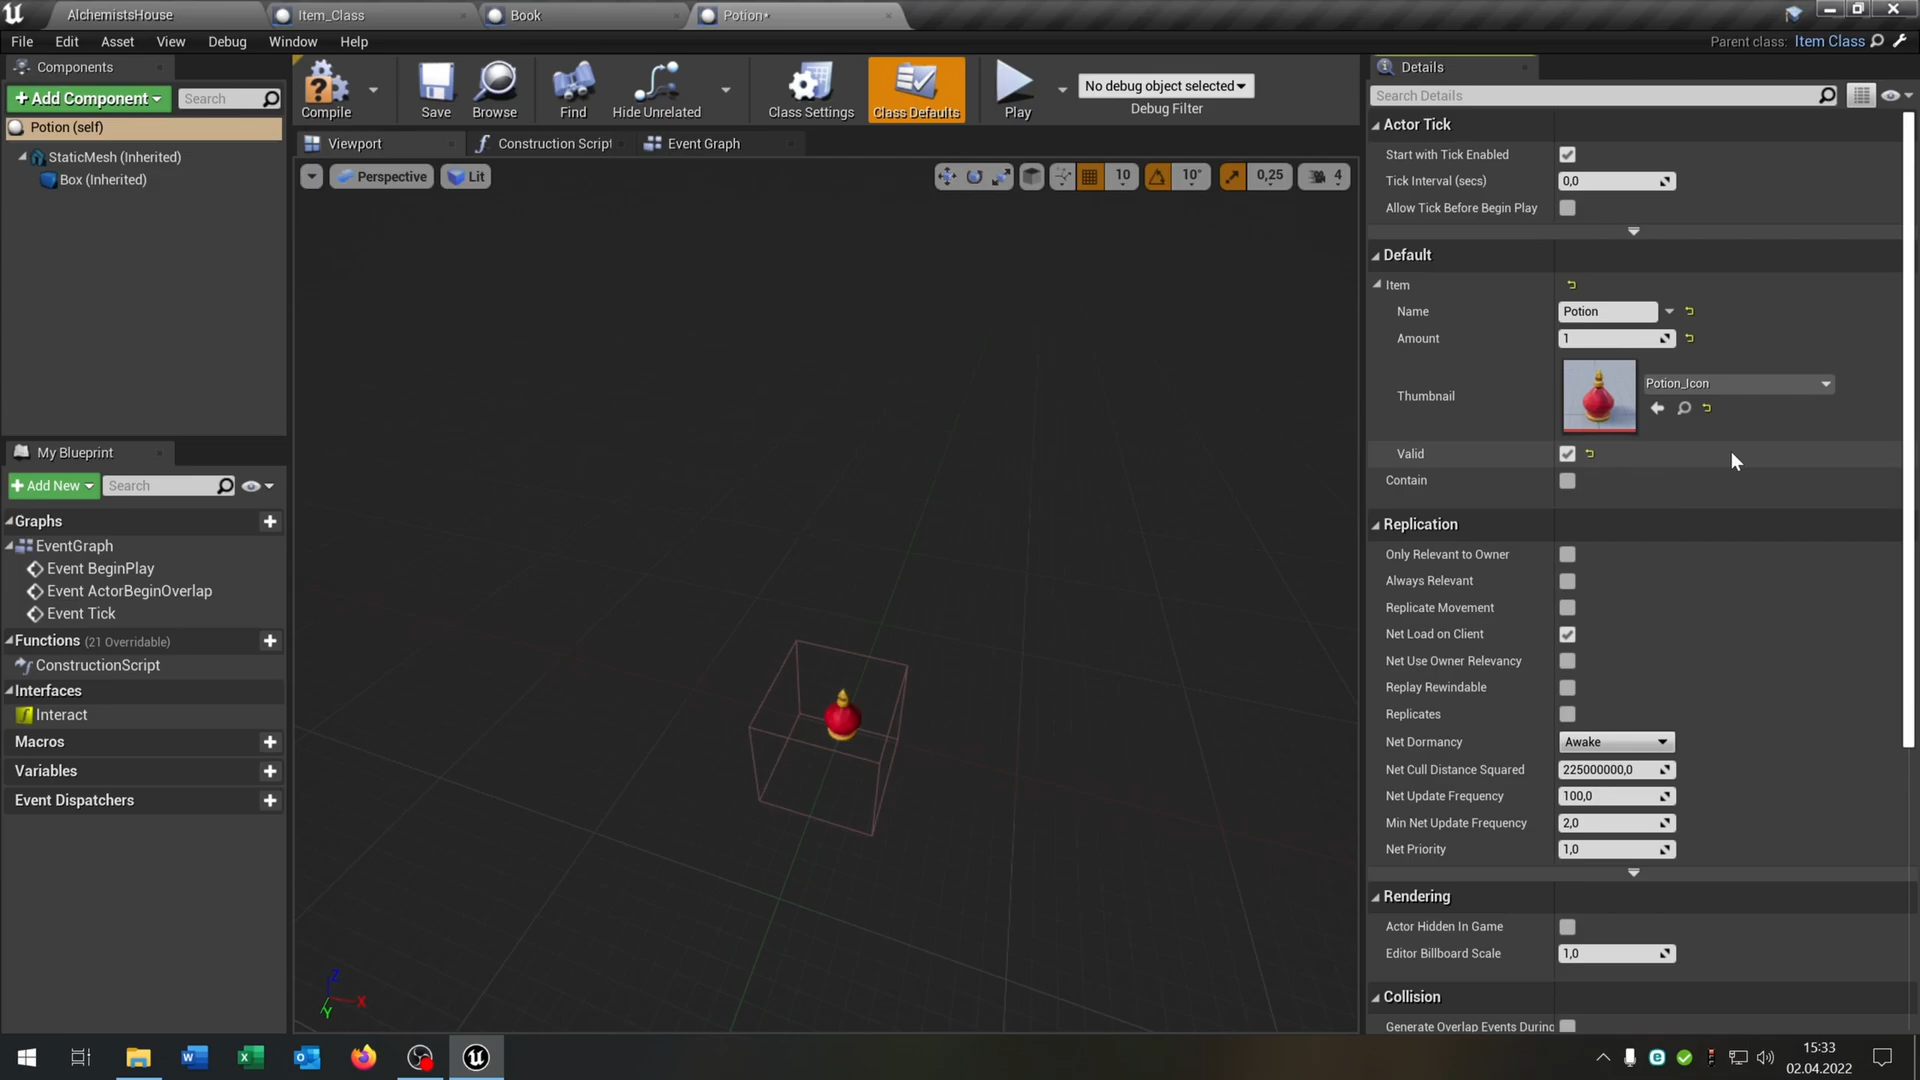 AlchemistsHouse
Item_Class
Book
Potion*
File
Edit
Asset
View
Debug
Window
Help
Parent class: Item Class
Components
+Add Component
Search
Potion (self)
StaticMesh (Inherited)
Box (Inherited)
Compile
Save
Browse
Find
Hide Unrelated
Class Settings
Class Defaults
Play
No debug object selected
Debug Filter
Viewport
Construction Script
Event Graph
Perspective
Lit
10
10°
0,25
4
My Blueprint
+Add New
Search
Graphs
EventGraph
Event BeginPlay
Event ActorBeginOverlap
Event Tick
Functions (21 Overridable)
ConstructionScript
Interfaces
Interact
Macros
Variables
Event Dispatchers
Z
X
Y
Details
Search Details
Actor Tick
Start with Tick Enabled
Tick Interval (secs)
0,0
Allow Tick Before Begin Play
Default
Item
Name
Potion
Amount
1
Thumbnail
Potion_Icon
Valid
Contain
Replication
Only Relevant to Owner
Always Relevant
Replicate Movement
Net Load on Client
Net Use Owner Relevancy
Replay Rewindable
Replicates
Net Dormancy
Awake
Net Cull Distance Squared
225000000,0
Net Update Frequency
100,0
Min Net Update Frequency
2,0
Net Priority
1,0
Rendering
Actor Hidden In Game
Editor Billboard Scale
1,0
Collision
Generate Overlap Events During
15:33
02.04.2022